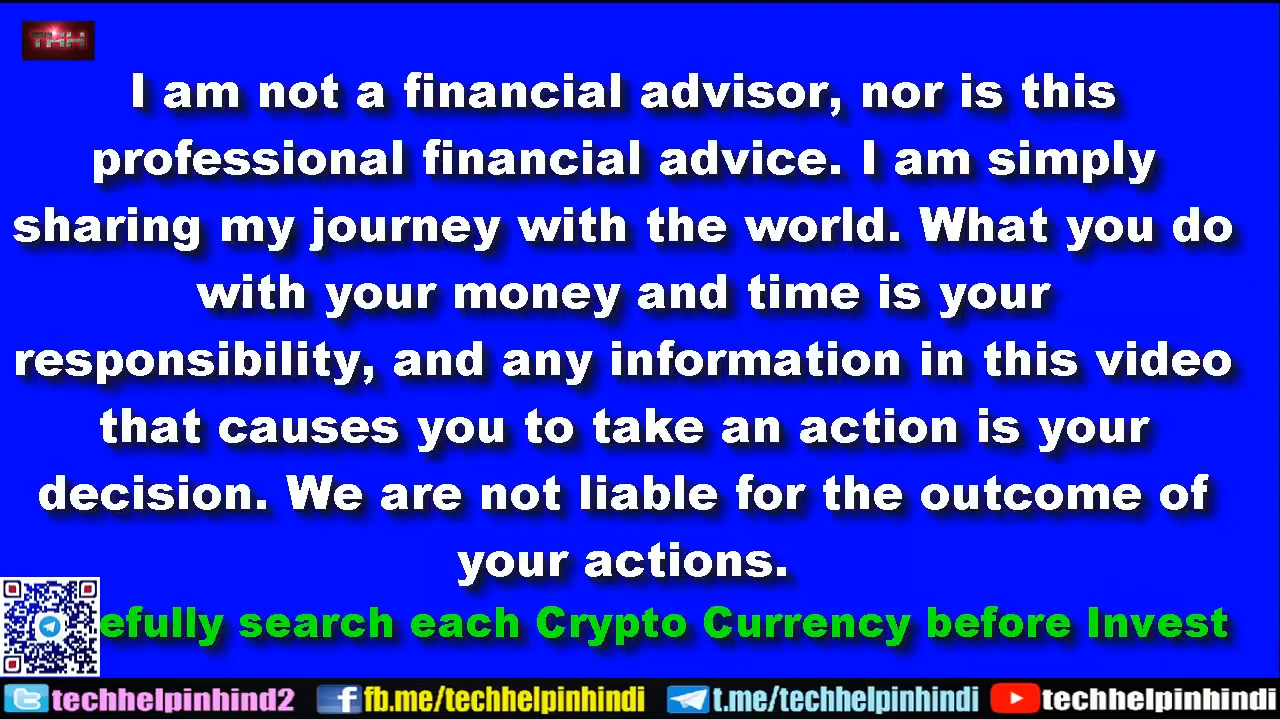 THH
I am not a financial advisor, nor is this
professional financial advice. I am simply
sharing my journey with the world. What you do
with your money and time is your
responsibility, and any information in this video
that causes you to take an action is your
decision. We are not liable for the outcome of
your actions.
efully search each Crypto Currency before Invest
techhelpinhind2 fb.me/techhelpinhindi t.me/techhelpinhindi techhelpinhindi